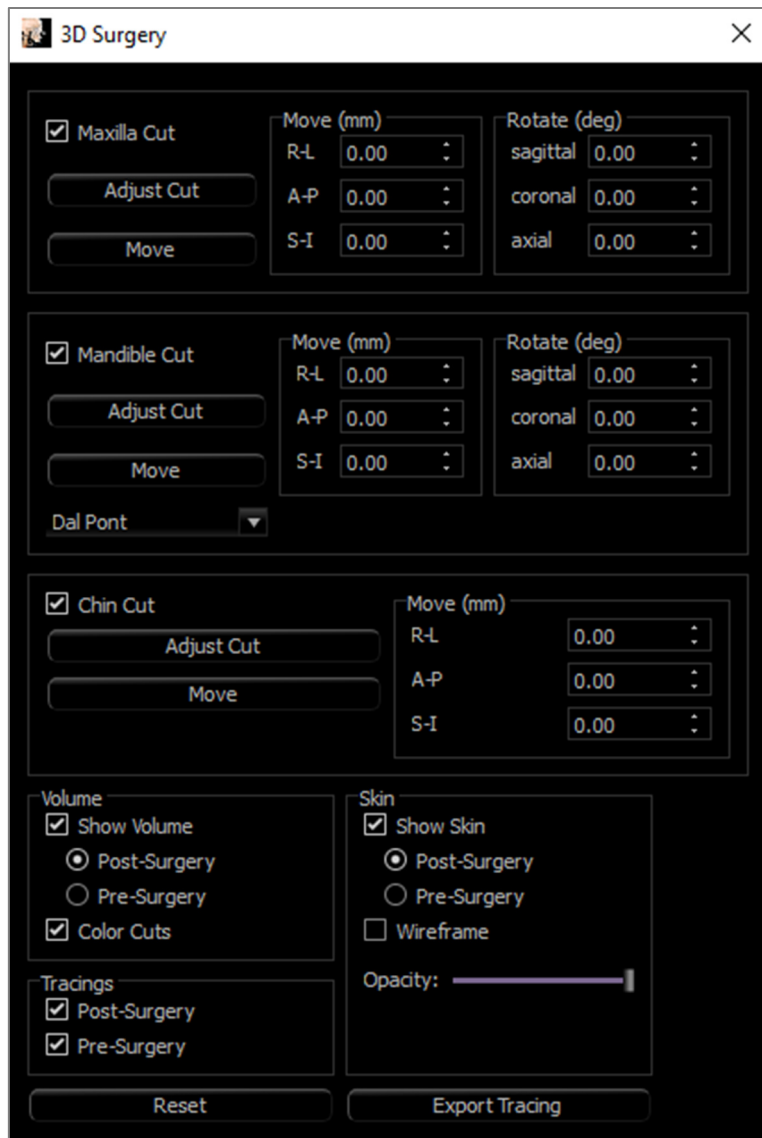 3D Surgery
Maxilla Cut
Adjust Cut
Move
Move (mm)
R-L 0.00
A-P 0.00
S-I 0.00
Rotate (deg)
sagittal 0.00
coronal 0.00
axial 0.00
Mandible Cut
Adjust Cut
Move
Dal Pont
Move (mm)
R-L 0.00
A-P 0.00
S-I 0.00
Rotate (deg)
sagittal 0.00
coronal 0.00
axial 0.00
Chin Cut
Adjust Cut
Move
Move (mm)
R-L 0.00
A-P 0.00
S-I 0.00
Volume
Show Volume
Post-Surgery
Pre-Surgery
Color Cuts
Tracings
Post-Surgery
Pre-Surgery
Skin
Show Skin
Post-Surgery
Pre-Surgery
Wireframe
Opacity:
Reset
Export Tracing